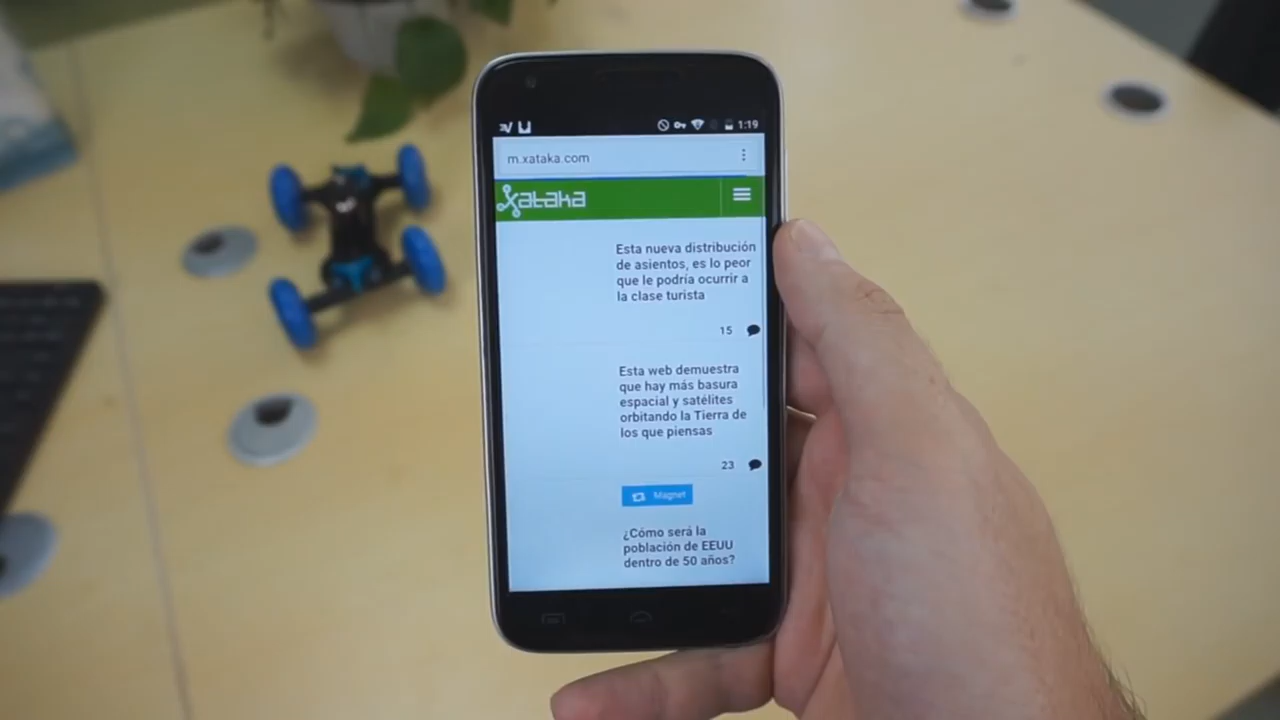 1:19
m.xataka.com
xataka
Esta nueva distribución
de asientos, es lo peor
que le podría ocurrir a
la clase turista
15
Esta web demuestra
que hay más basura
espacial y satélites
orbitando la Tierra de
los que piensas
23
Magnet
¿Cómo será la
población de EEUU
dentro de 50 años?